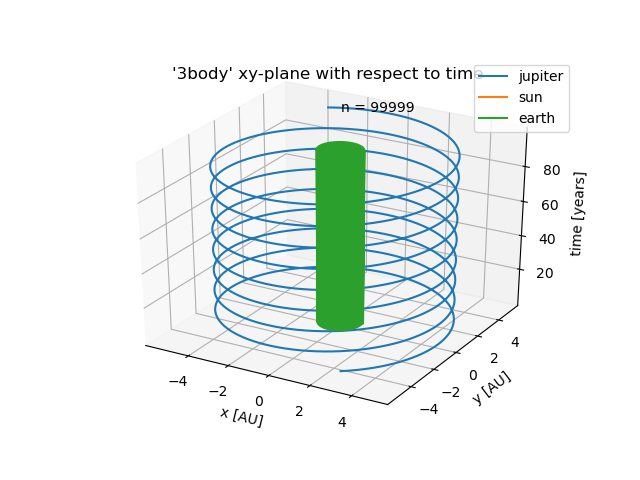 '3body' xy-plane with respect to time
jupiter
sun
earth
n = 99999
80
60
40
20
time [years]
−4
−2
0
2
4
x [AU]
−4
−2
0
2
4
y [AU]